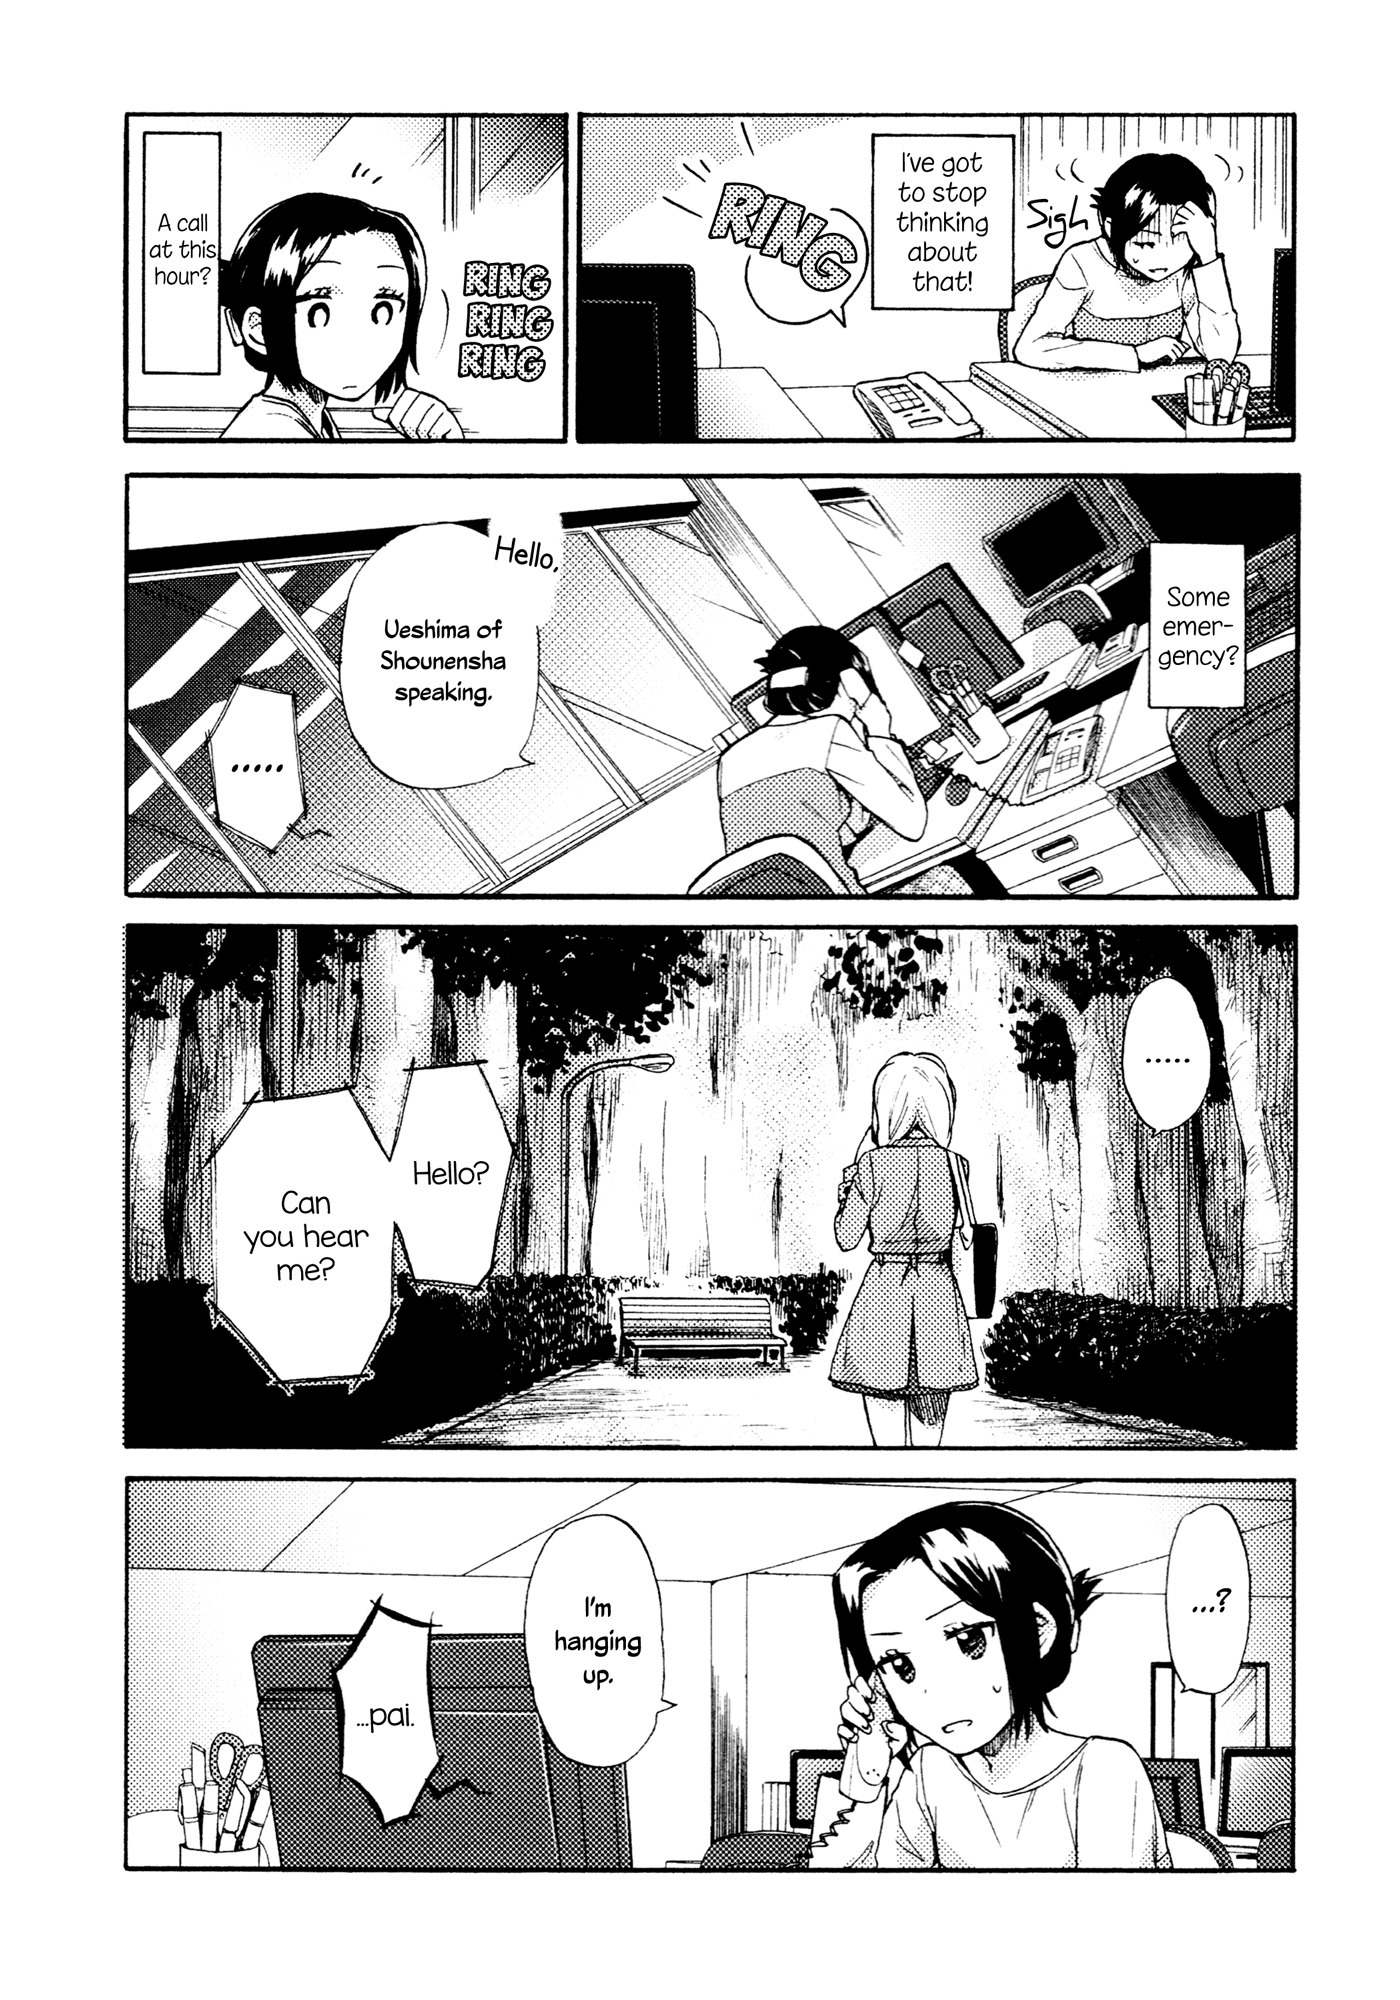 I've got
to stop
thinking
about
that!
Sigh
RING
A call
at this
hour?
RING
RING
RING
Some
emer-
gency?
Hello,
Ueshima of
Shounensha
speaking.
.....
.....
Hello?
Can
you hear
me?
...?
I'm
hanging
up.
...pai.